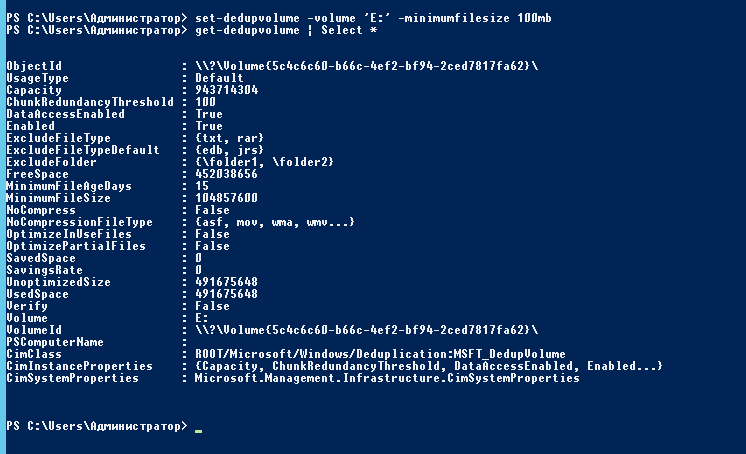 PS C:\Users\Администратор> set-dedupvolume -volume 'E:' -minimumfilesize 100mb
PS C:\Users\Администратор> get-dedupvolume | Select *
ObjectId : \\?\Volume{5c4c6c60-b66c-4ef2-bf94-2ced7817fa62}\
UsageType : Default
Capacity : 943714304
ChunkRedundancyThreshold : 100
DataAccessEnabled : True
Enabled : True
ExcludeFileType : {txt, rar}
ExcludeFileTypeDefault : {edb, jrs}
ExcludeFolder : {\folder1, \folder2}
FreeSpace : 452038656
MinimumFileAgeDays : 15
MinimumFileSize : 104857600
NoCompress : False
NoCompressionFileType : {asf, mov, wma, wmv...}
OptimizeInUseFiles : False
OptimizePartialFiles : False
SavedSpace : 0
SavingsRate : 0
UnoptimizedSize : 491675648
UsedSpace : 491675648
Verify : False
Volume : E:
VolumeId : \\?\Volume{5c4c6c60-b66c-4ef2-bf94-2ced7817fa62}\
PSComputerName :
CimClass : ROOT/Microsoft/Windows/Deduplication:MSFT_DedupVolume
CimInstanceProperties : {Capacity, ChunkRedundancyThreshold, DataAccessEnabled, Enabled...}
CimSystemProperties : Microsoft.Management.Infrastructure.CimSystemProperties
PS C:\Users\Администратор> _